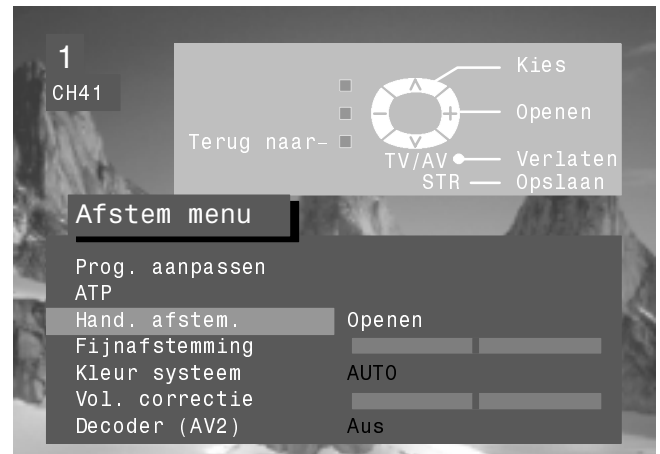 1
CH41
Kies
Openen
Terug naar-
TV/AV
Verlaten
STR
Opslaan
Afstem menu
Prog. aanpassen
ATP
Hand. afstem. Openen
Fijnafstemming
Kleur systeem AUTO
Vol. correctie
Decoder (AV2) Aus